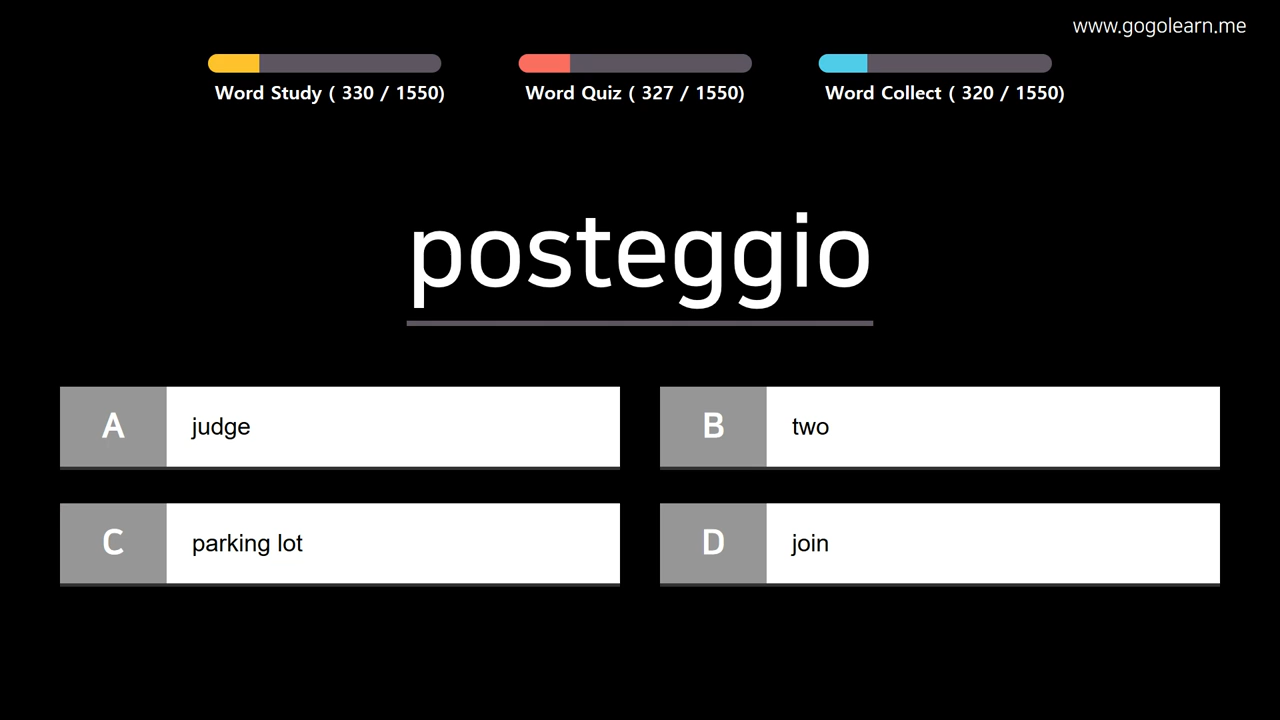 www.gogolearn.me
Word Study ( 330 / 1550)
Word Quiz ( 327 / 1550)
Word Collect ( 320 / 1550)
posteggio
A
judge
B
two
C
parking lot
D
join